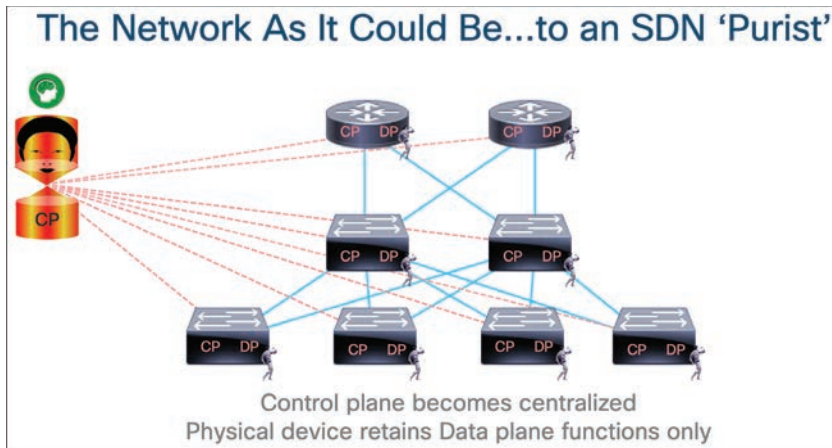 The Network As It Could Be...to an SDN ‘Purist’
CP DP
CP DP
CP
CP DP
CP DP
CP DP
CP DP
CP DP
CP DP
Control plane becomes centralized
Physical device retains Data plane functions only